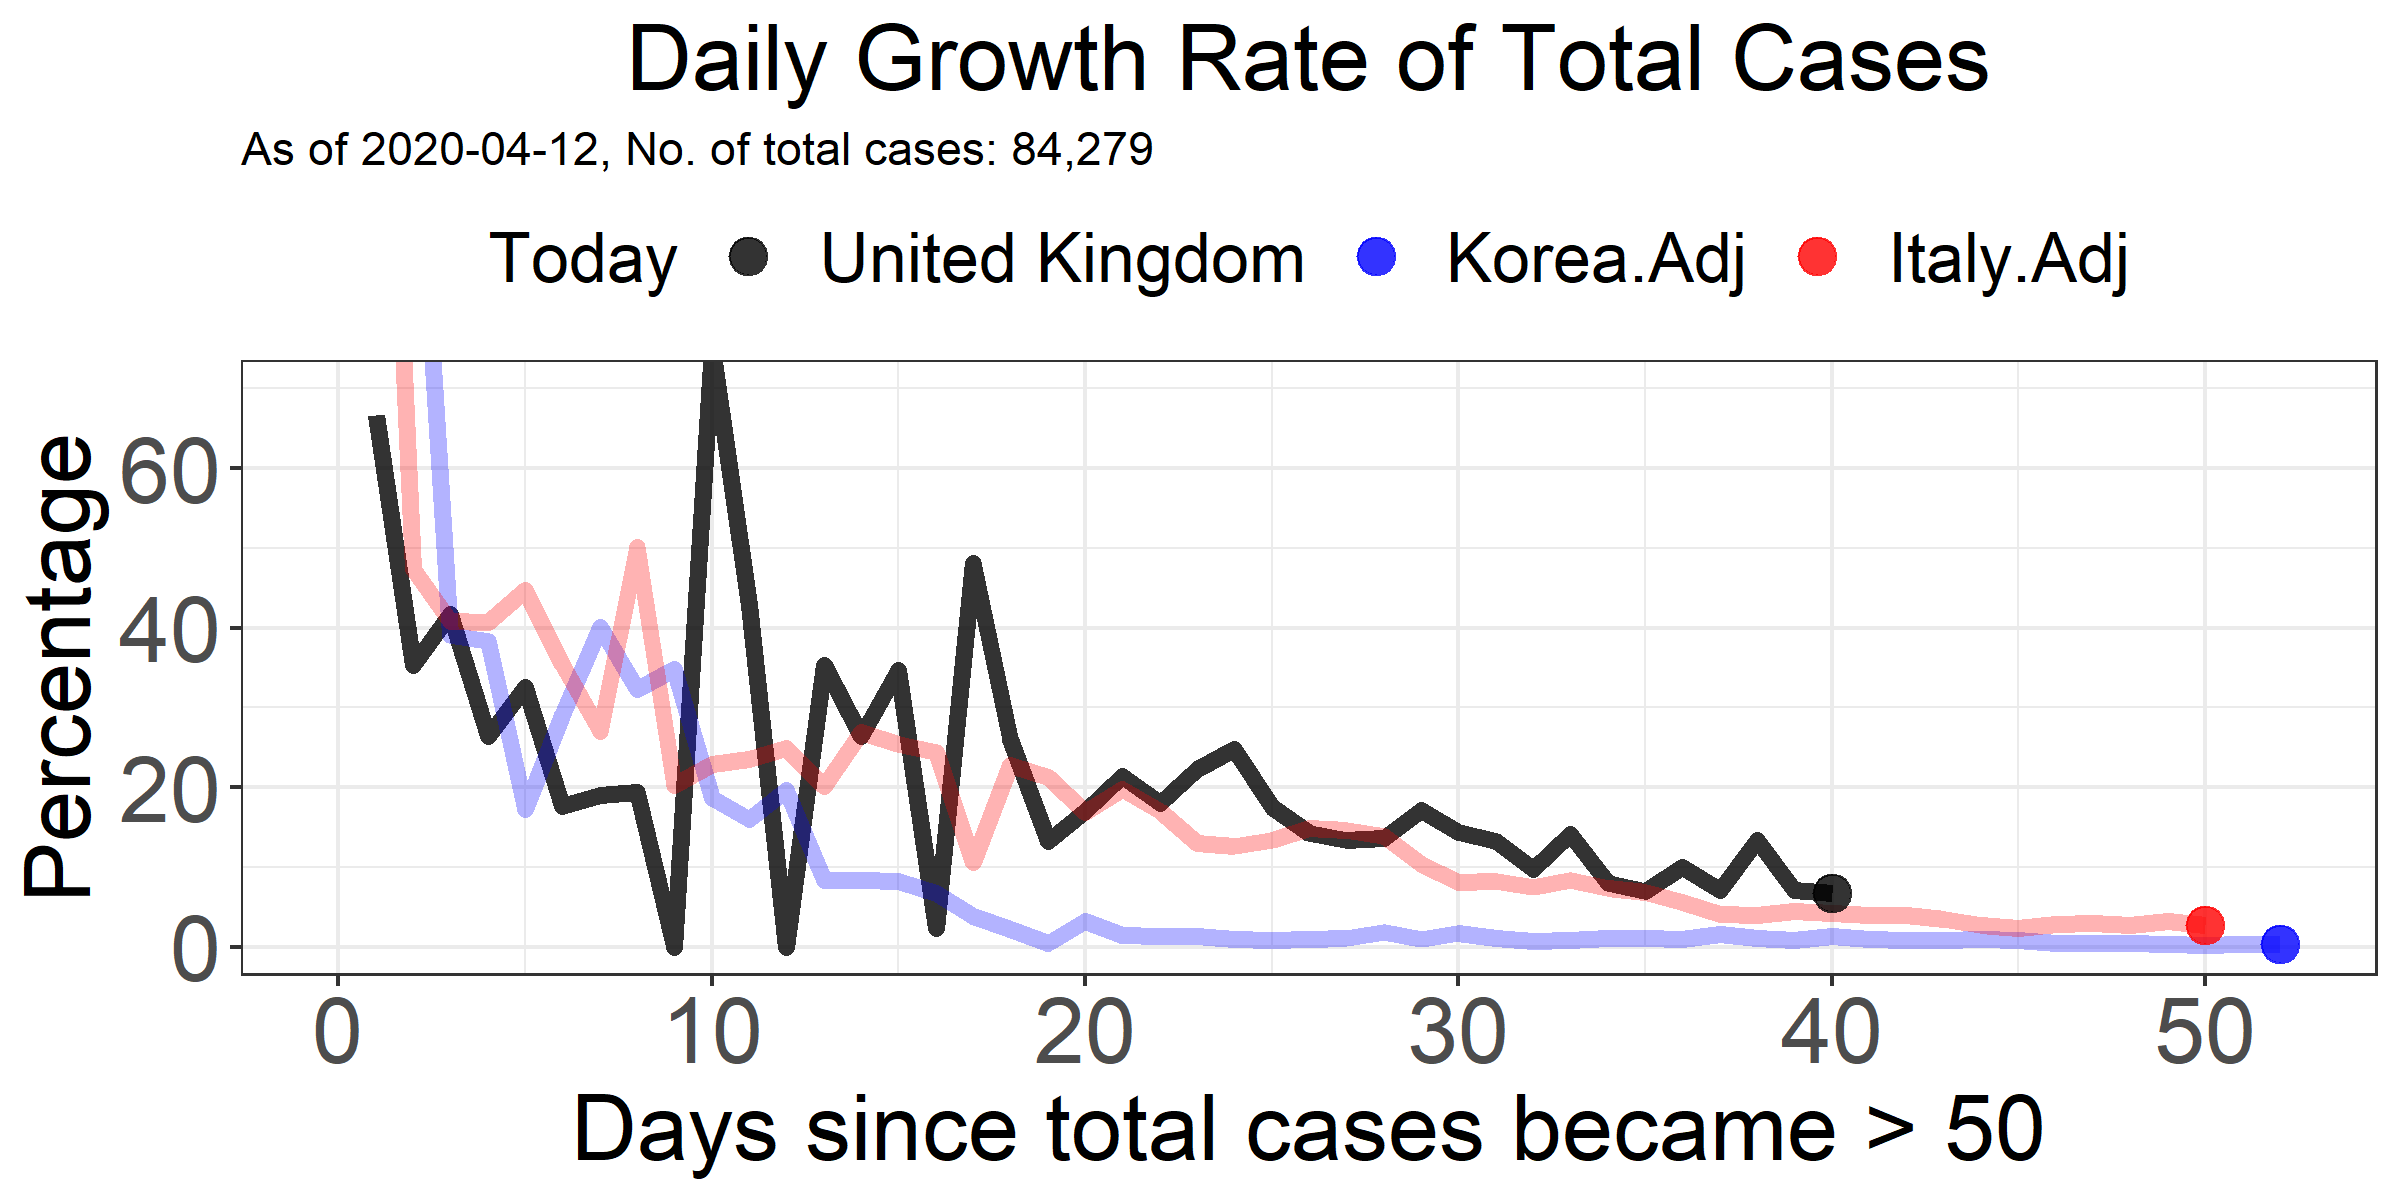 Daily Growth Rate of Total Cases
As of 2020-04-12, No. of total cases: 84,279
Today United Kingdom Korea.Adj Italy.Adj
Percentage
60
40
20
0
0 10 20 30 40 50
Days since total cases became > 50